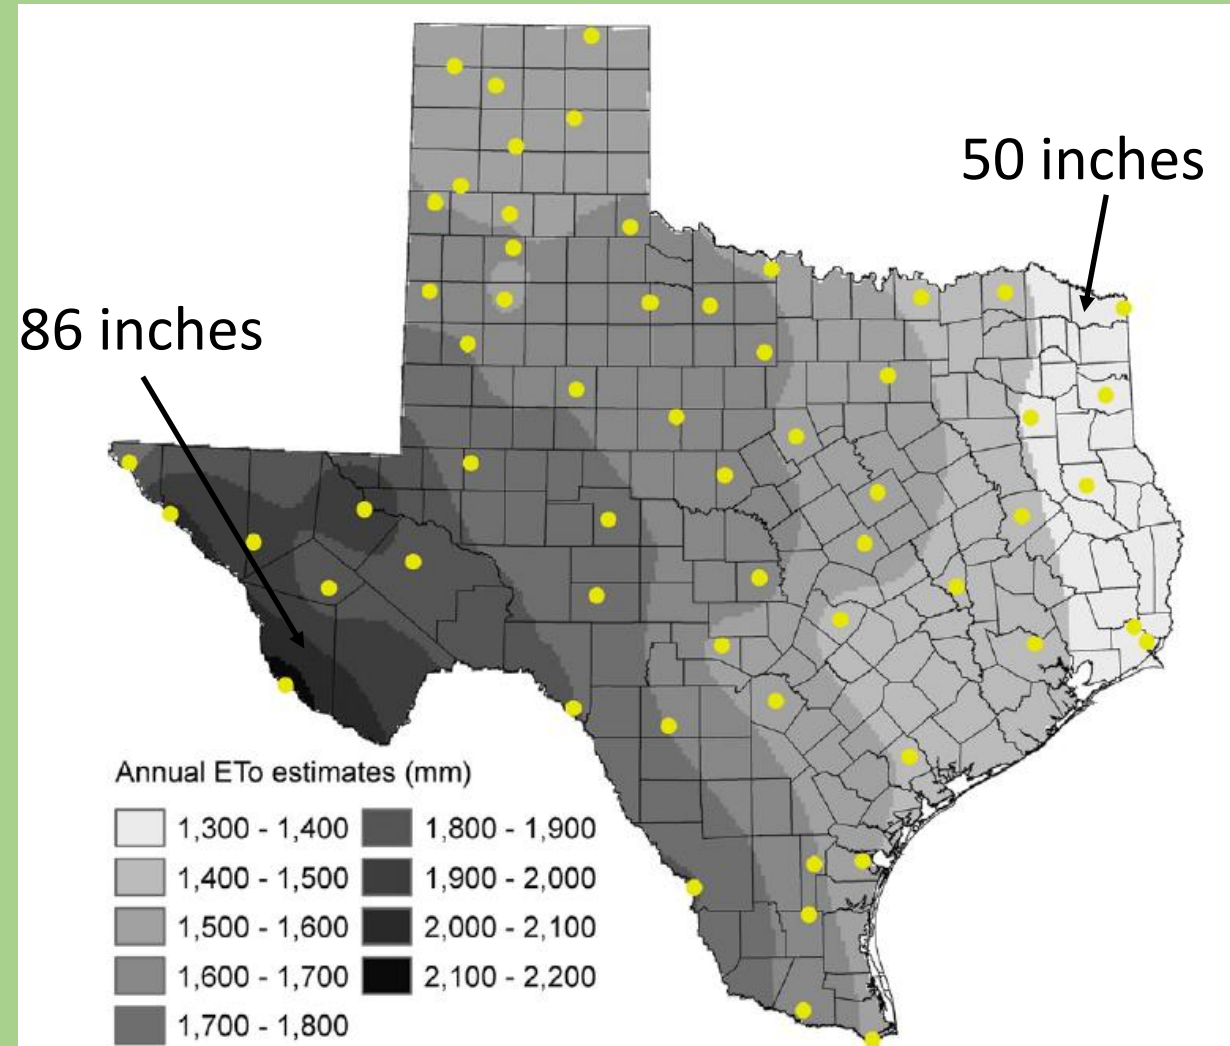 50 inches
86 inches
Annual ETo estimates (mm)
1,300 - 1,400
1,400 - 1,500
1,500 - 1,600
1,600 - 1,700
1,700 - 1,800
1,800 - 1,900
1,900 - 2,000
2,000 - 2,100
2,100 - 2,200